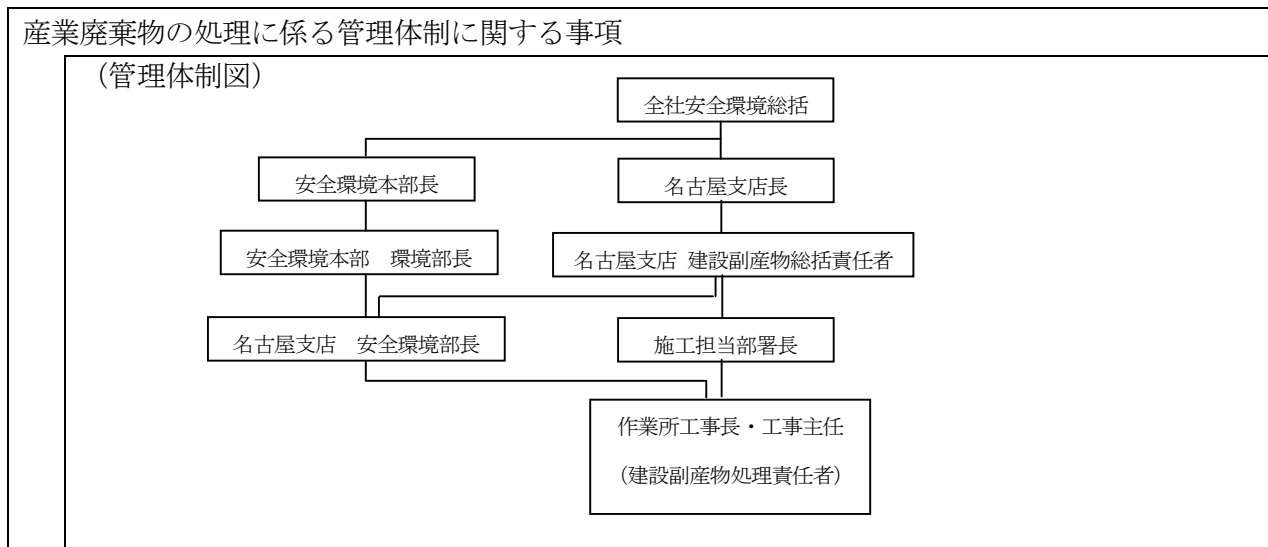 産業廃棄物の処理に係る管理体制に関する事項
（管理体制図）
全社安全環境総括
安全環境本部長
名古屋支店長
安全環境本部　環境部長
名古屋支店 建設副産物総括責任者
名古屋支店　安全環境部長
施工担当部署長
作業所工事長・工事主任
（建設副産物処理責任者）